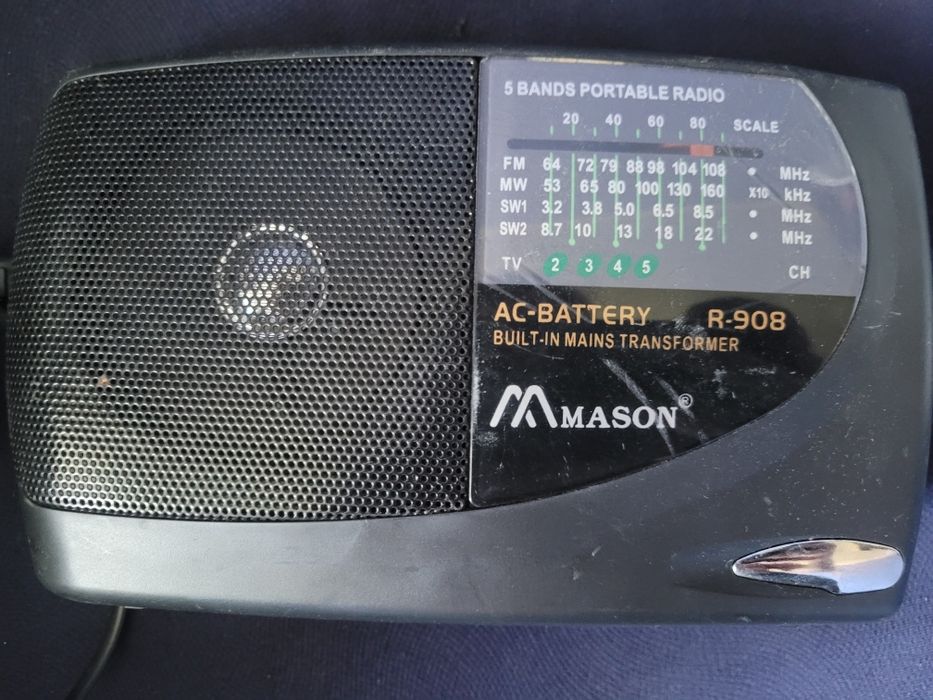 5 BANDS PORTABLE RADIO
20 40 60 80 SCALE
FM 64 72 79 88 98 104 108 MHz
MW 53 65 80 100 130 160 X10 kHz
SW1 3.2 3.8 5.0 6.5 8.5 MHz
SW2 8.7 10 13 18 22 MHz
TV 2 3 4 5 CH
AC-BATTERY R-908
BUILT-IN MAINS TRANSFORMER
MASON®